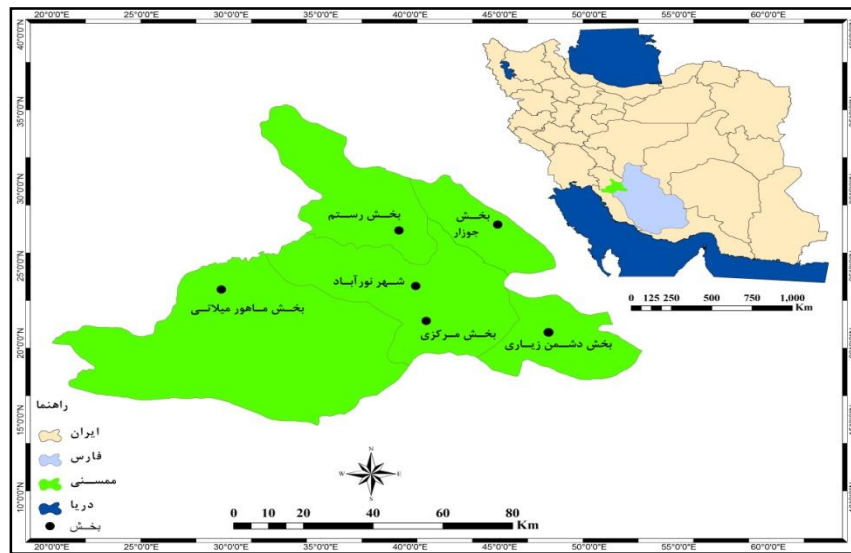 20°0'0"E 25°0'0"E 30°0'0"E 35°0'0"E 40°0'0"E 45°0'0"E 50°0'0"E 55°0'0"E 60°0'0"E
40°0'0"N
35°0'0"N
30°0'0"N
25°0'0"N
20°0'0"N
15°0'0"N
10°0'0"N
بخش رستم
بخش
جوزار
شهر نورآباد
بخش ماهور میلاتی
بخش مرکزی
بخش دشمن زیاری
0 125 250 500 750 1,000
Km
راهنما
ایران
فارس
ممسنی
دریا
بخش
N
W E
S
0 10 20 40 60 80
Km
20°0'0"E 25°0'0"E 30°0'0"E 35°0'0"E 40°0'0"E 45°0'0"E 50°0'0"E 55°0'0"E 60°0'0"E